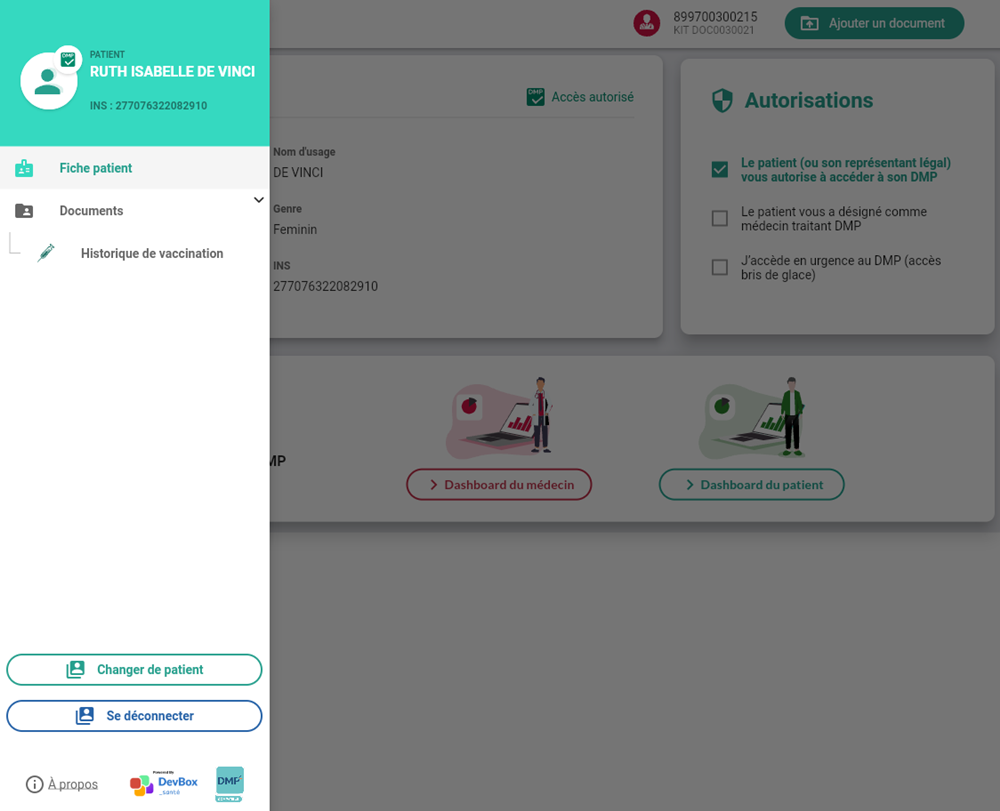 DMP
PATIENT
RUTH ISABELLE DE VINCI
INS : 277076322082910
Fiche patient
Documents
Historique de vaccination
Changer de patient
Se déconnecter
À propos
Powered By
DevBox
_santé
DMP
899700300215
KIT DOC0030021
Ajouter un document
DMP
Accès autorisé
Nom d'usage
DE VINCI
Genre
Feminin
INS
277076322082910
Autorisations
Le patient (ou son représentant légal)
vous autorise à accéder à son DMP
Le patient vous a désigné comme
médecin traitant DMP
J'accède en urgence au DMP (accès
bris de glace)
MP
Dashboard du médecin
Dashboard du patient